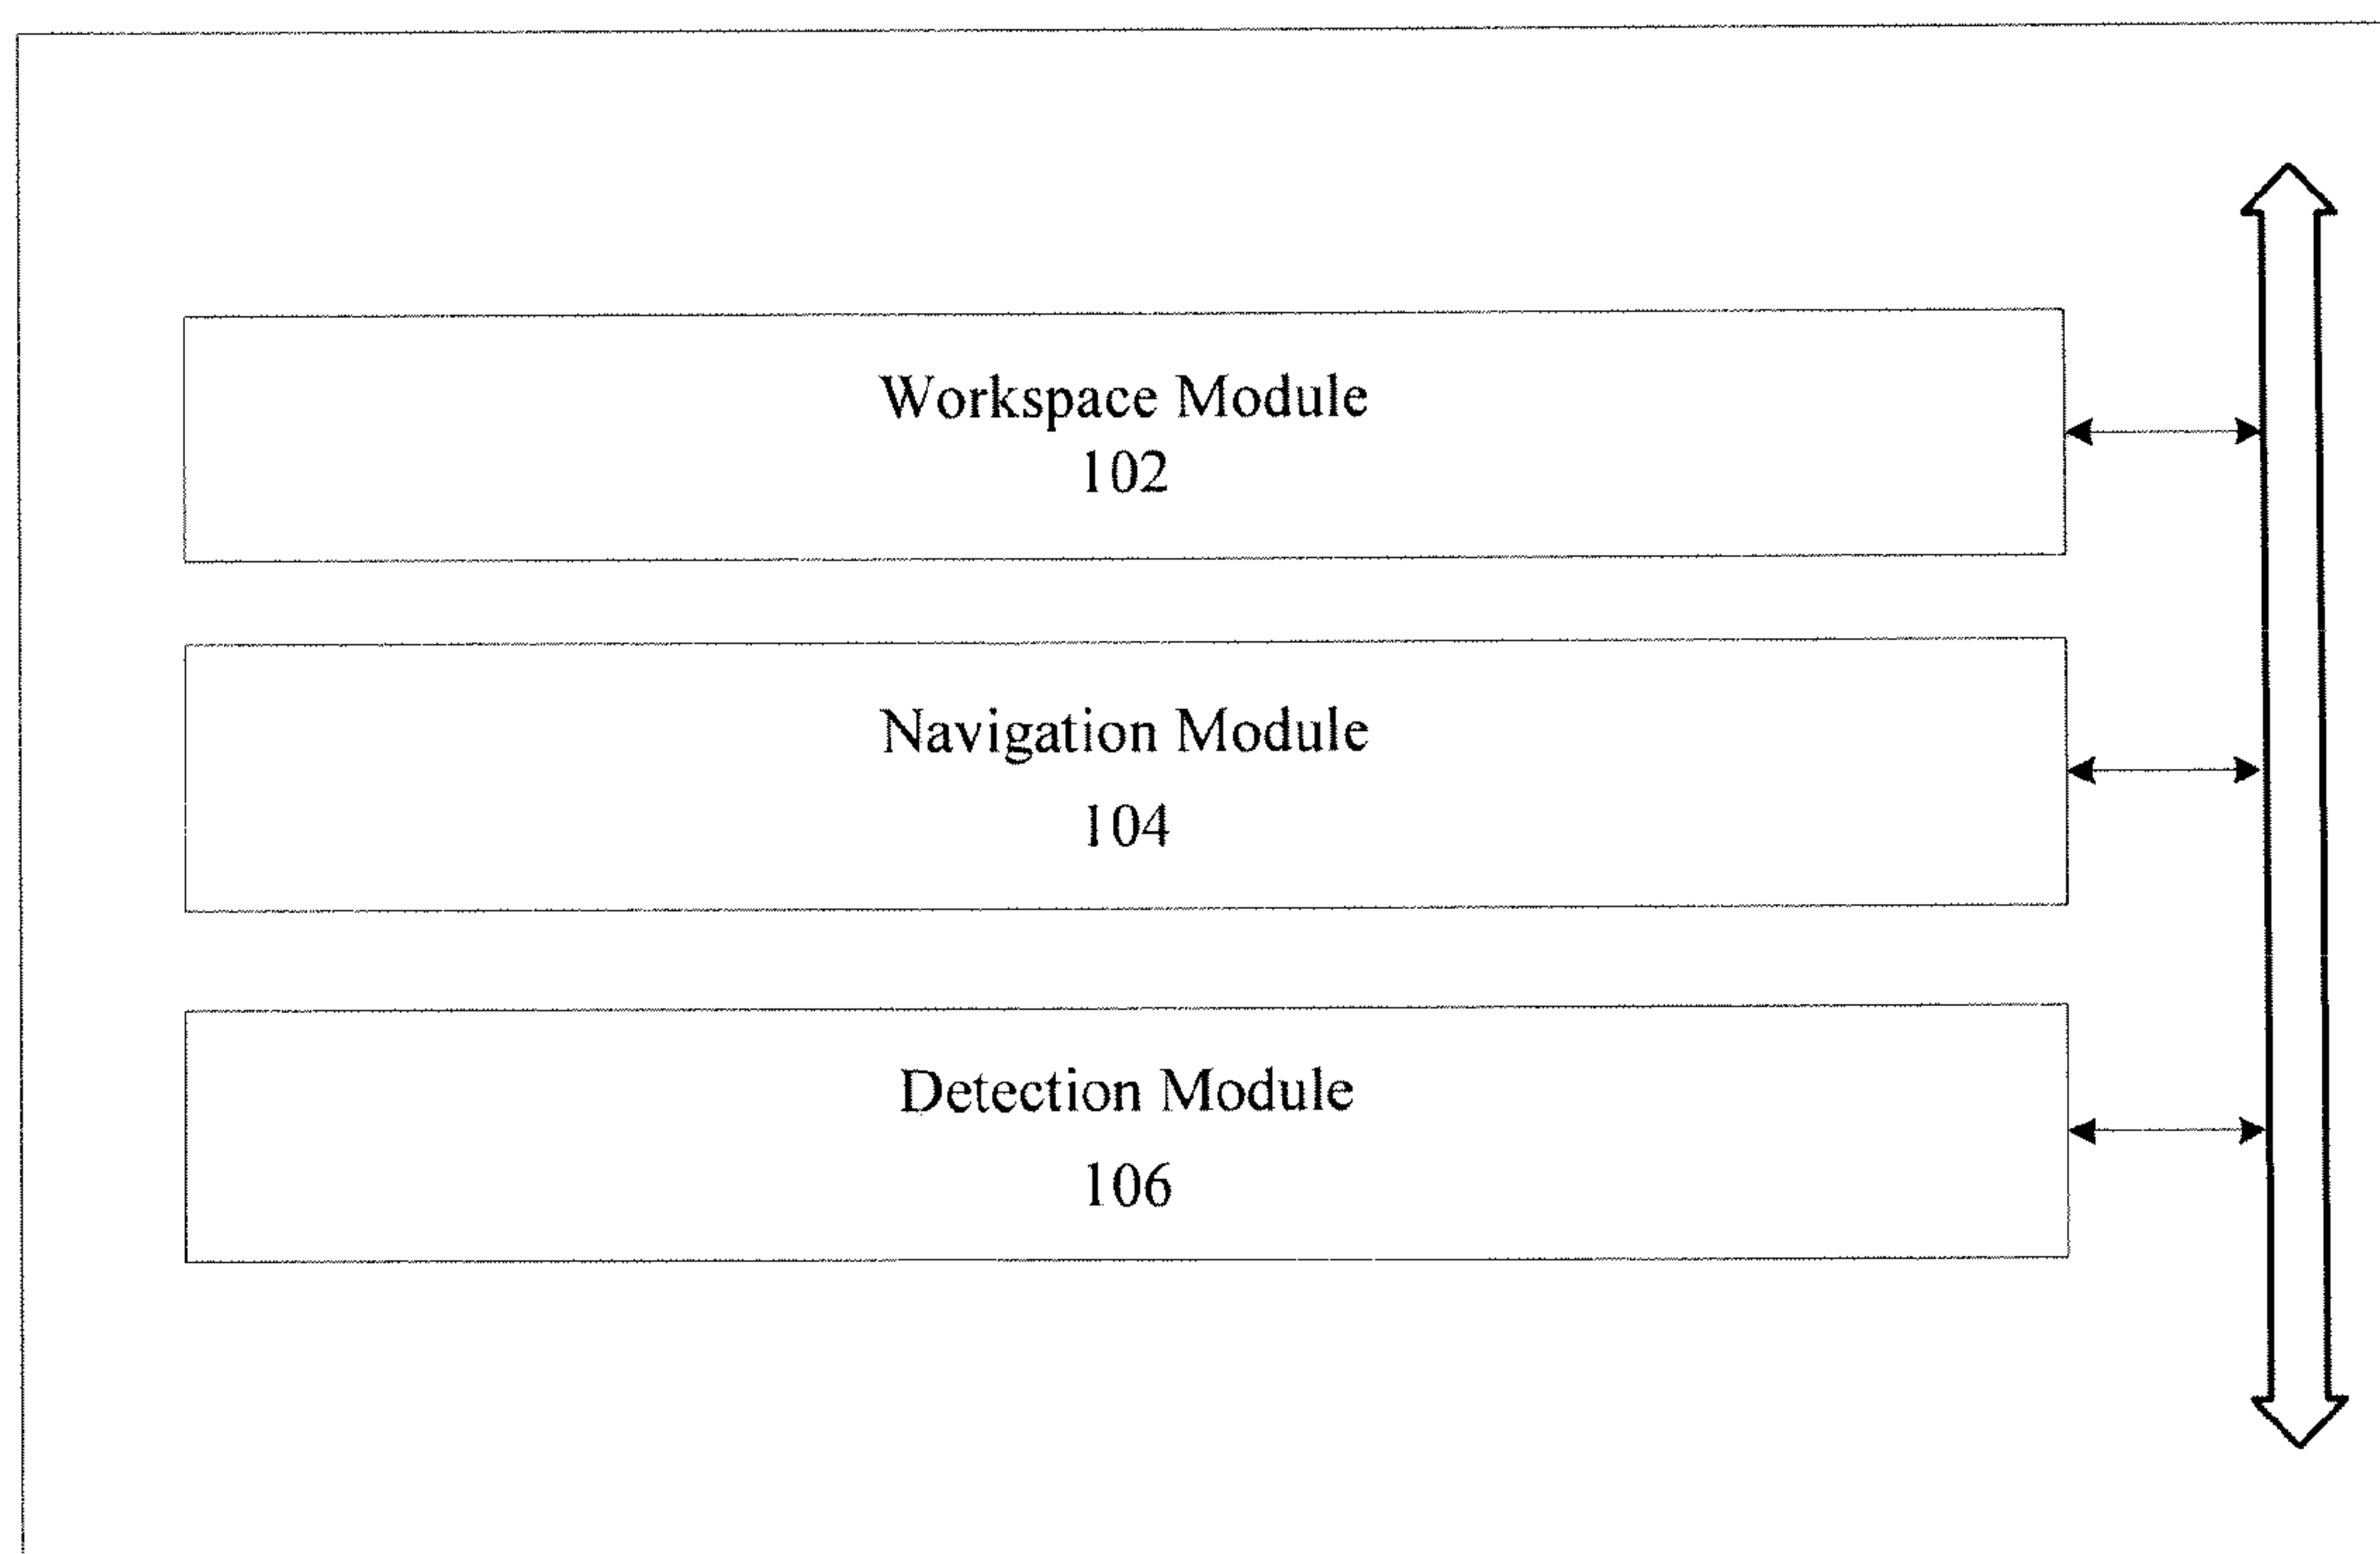 Workspace Module
102
Navigation Module
104
Detection Module
106